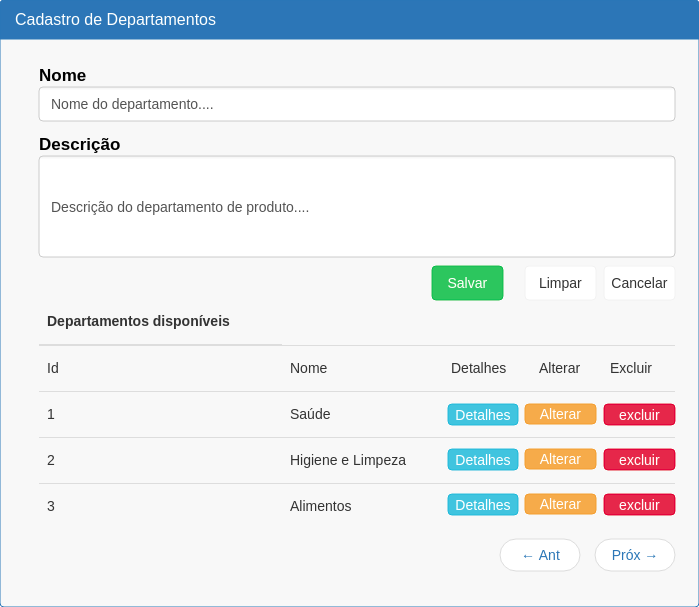 Cadastro de Departamentos
Nome
Nome do departamento....
Descrição
Descrição do departamento de produto....
Salvar Limpar Cancelar
Departamentos disponíveis
Id Nome Detalhes Alterar Excluir
1 Saúde Detalhes Alterar excluir
2 Higiene e Limpeza Detalhes Alterar excluir
3 Alimentos Detalhes Alterar excluir
← Ant Próx →